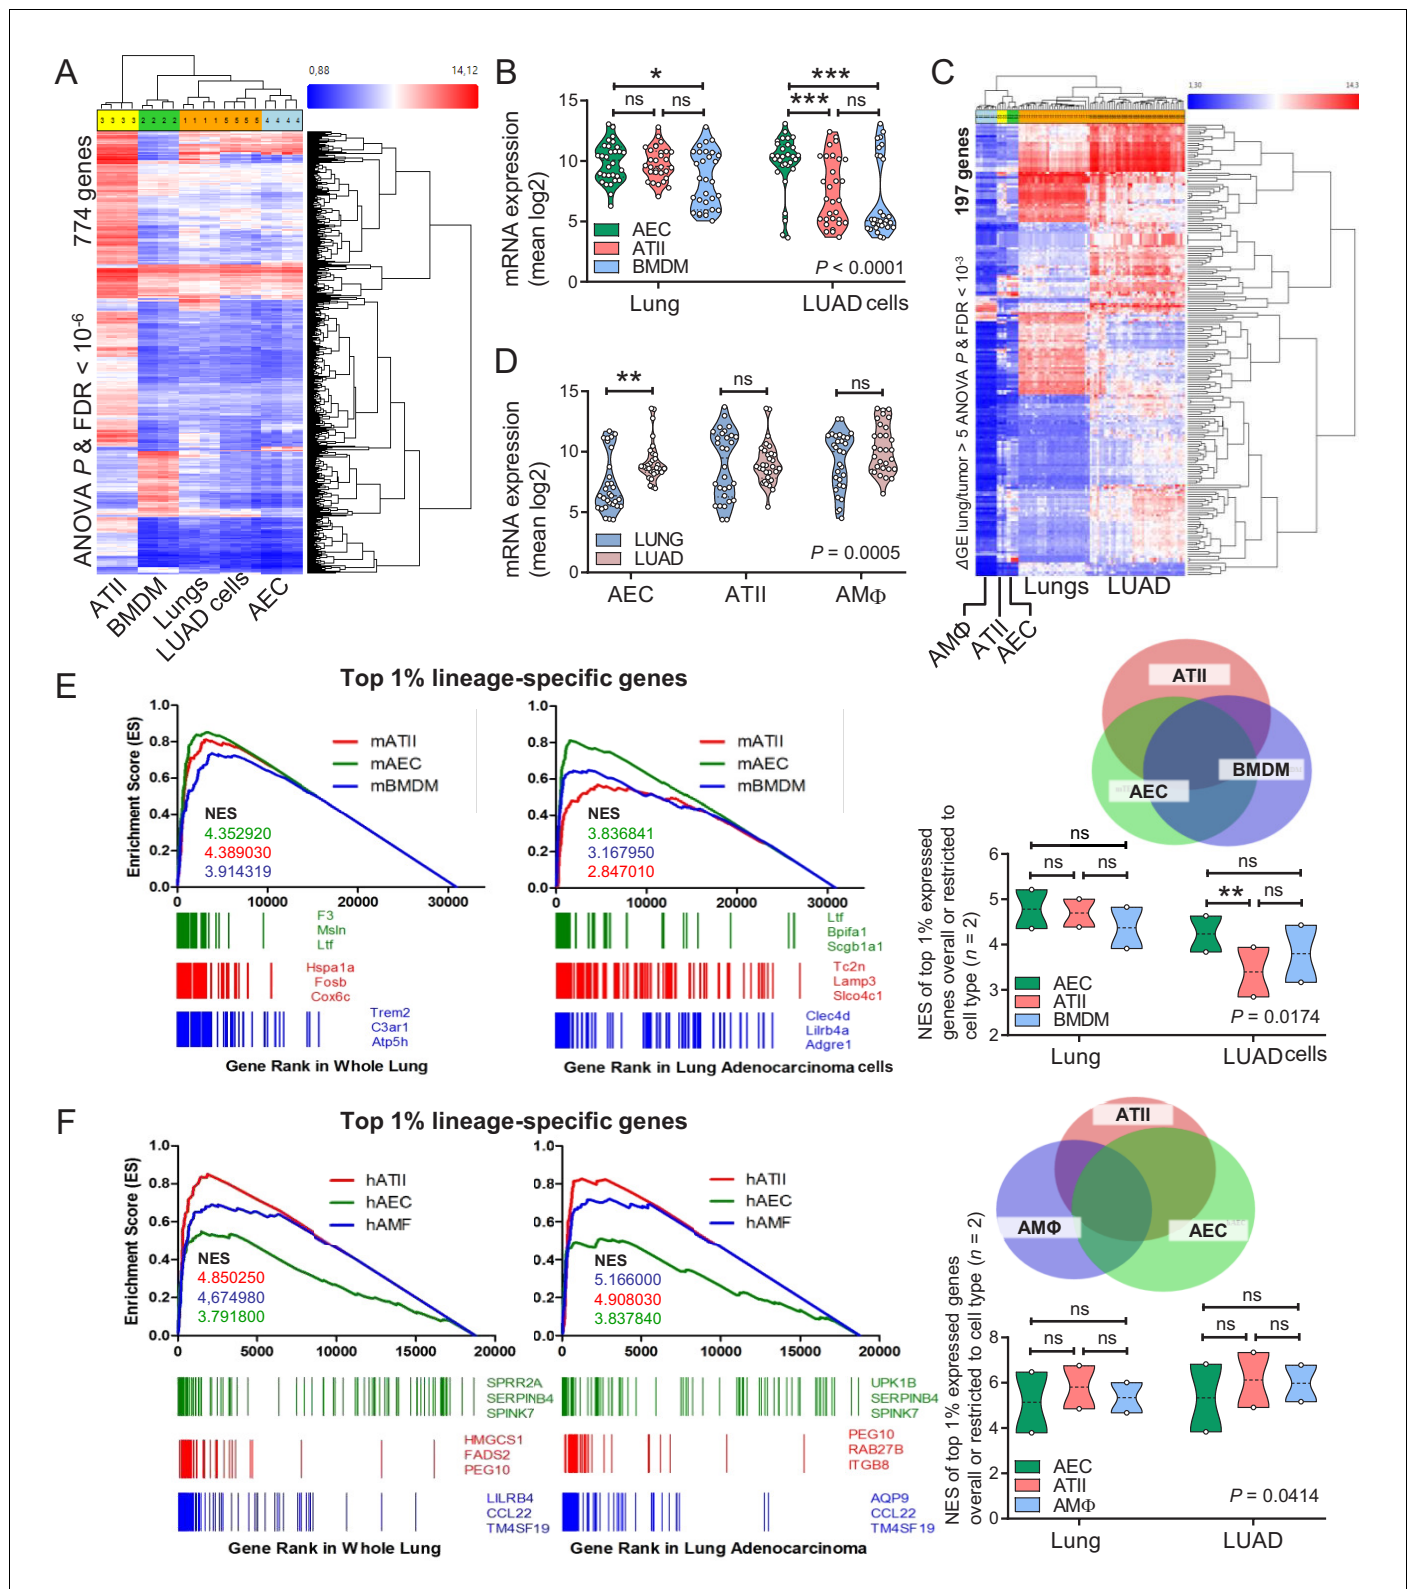 A
0,88
14,12
3 3 3 3 2 2 2 2 1 1 1 1 5 5 5 5 4 4 4 4
774 genes
ANOVA P & FDR < 10-6
ATII
BMDM
Lungs
LUAD cells
AEC
B
mRNA expression
(mean log2)
15
10
5
0
*
ns
ns
***
***
ns
AEC
ATII
BMDM
P < 0.0001
Lung
LUAD cells
C
1,30
14,3
197 genes
ΔGE lung/tumor > 5 ANOVA P & FDR < 10-3
AMΦ
ATII
AEC
Lungs
LUAD
D
mRNA expression
(mean log2)
15
10
5
0
**
ns
ns
LUNG
LUAD
P = 0.0005
AEC
ATII
AMΦ
E
Top 1% lineage-specific genes
Enrichment Score (ES)
1.0
0.8
0.6
0.4
0.2
0.0
mATII
mAEC
mBMDM
NES
4.352920
4.389030
3.914319
0
10000
20000
30000
F3
Msln
Ltf
Hspa1a
Fosb
Cox6c
Trem2
C3ar1
Atp5h
Gene Rank in Whole Lung
1.0
0.8
0.6
0.4
0.2
0.0
mATII
mAEC
mBMDM
NES
3.836841
3.167950
2.847010
0
10000
20000
30000
Ltf
Bpifa1
Scgb1a1
Tc2n
Lamp3
Slco4c1
Clec4d
Lilrb4a
Adgre1
Gene Rank in Lung Adenocarcinoma cells
ATII
AEC
BMDM
NES of top 1% expressed
genes overall or restricted to
cell type (n = 2)
6
5
4
3
2
ns
ns
ns
ns
**
ns
AEC
ATII
BMDM
P = 0.0174
Lung
LUAD cells
F
Top 1% lineage-specific genes
Enrichment Score (ES)
1.0
0.8
0.6
0.4
0.2
0.0
hATII
hAEC
hAMF
NES
4.850250
4,674980
3.791800
0
5000
10000
15000
20000
SPRR2A
SERPINB4
SPINK7
HMGCS1
FADS2
PEG10
LILRB4
CCL22
TM4SF19
Gene Rank in Whole Lung
1.0
0.8
0.6
0.4
0.2
0.0
hATII
hAEC
hAMF
NES
5.166000
4.908030
3.837840
0
5000
10000
15000
20000
UPK1B
SERPINB4
SPINK7
PEG10
RAB27B
ITGB8
AQP9
CCL22
TM4SF19
Gene Rank in Lung Adenocarcinoma
ATII
AMΦ
AEC
NES of top 1% expressed genes
overall or restricted to cell type (n = 2)
8
6
4
2
0
ns
ns
ns
ns
ns
ns
AEC
ATII
AMΦ
P = 0.0414
Lung
LUAD